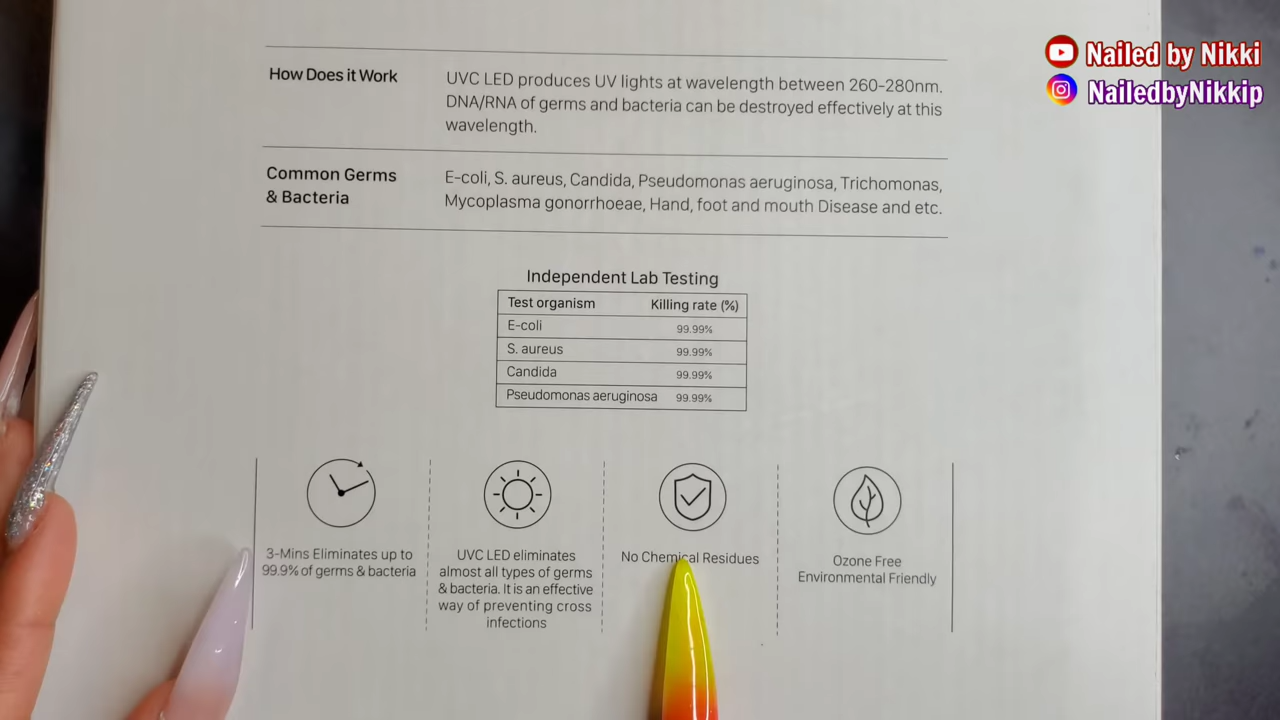 Nailed by Nikki
NailedbyNikkip
How Does it Work
UVC LED produces UV lights at wavelength between 260-280nm.
DNA/RNA of germs and bacteria can be destroyed effectively at this
wavelength.
Common Germs
& Bacteria
E-coli, S. aureus, Candida, Pseudomonas aeruginosa, Trichomonas,
Mycoplasma gonorrhoeae, Hand, foot and mouth Disease and etc.
Independent Lab Testing
Test organism Killing rate (%)
E-coli 99.99%
S. aureus 99.99%
Candida 99.99%
Pseudomonas aeruginosa 99.99%
3-Mins Eliminates up to
99.9% of germs & bacteria
UVC LED eliminates
almost all types of germs
& bacteria. It is an effective
way of preventing cross
infections
No Chemical Residues
Ozone Free
Environmental Friendly